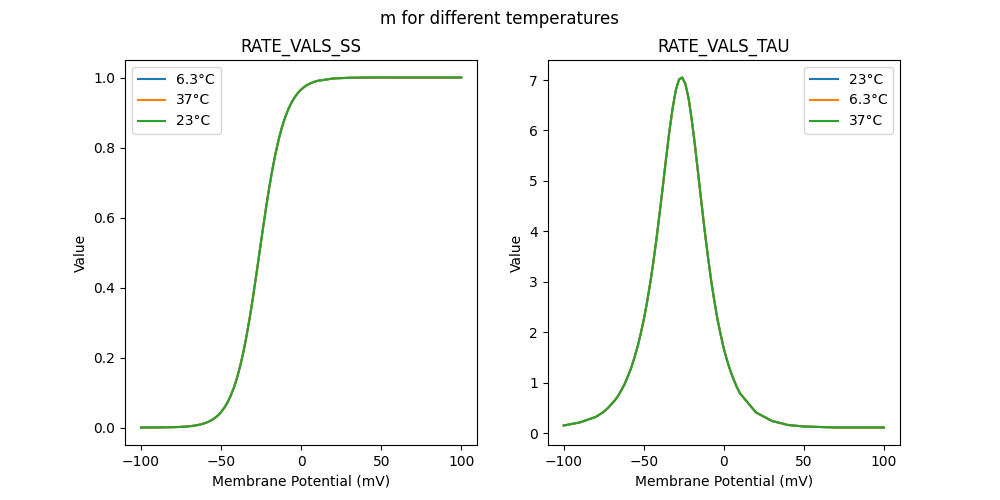 m for different temperatures
RATE_VALS_SS
1.0
0.8
0.6
0.4
0.2
0.0
Value
6.3°C
37°C
23°C
−100
−50
0
50
100
Membrane Potential (mV)
RATE_VALS_TAU
7
6
5
4
3
2
1
0
Value
23°C
6.3°C
37°C
−100
−50
0
50
100
Membrane Potential (mV)